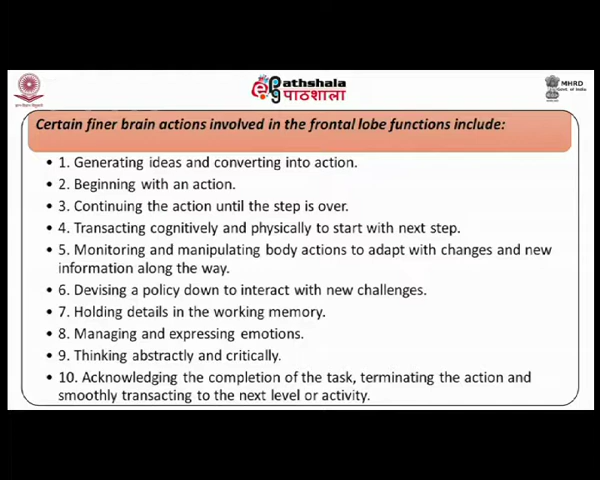 ePathshala
पाठशाला
MHRD
Govt. of India
Certain finer brain actions involved in the frontal lobe functions include:
• 1. Generating ideas and converting into action.
• 2. Beginning with an action.
• 3. Continuing the action until the step is over.
• 4. Transacting cognitively and physically to start with next step.
• 5. Monitoring and manipulating body actions to adapt with changes and new
information along the way.
• 6. Devising a policy down to interact with new challenges.
• 7. Holding details in the working memory.
• 8. Managing and expressing emotions.
• 9. Thinking abstractly and critically.
• 10. Acknowledging the completion of the task, terminating the action and
smoothly transacting to the next level or activity.